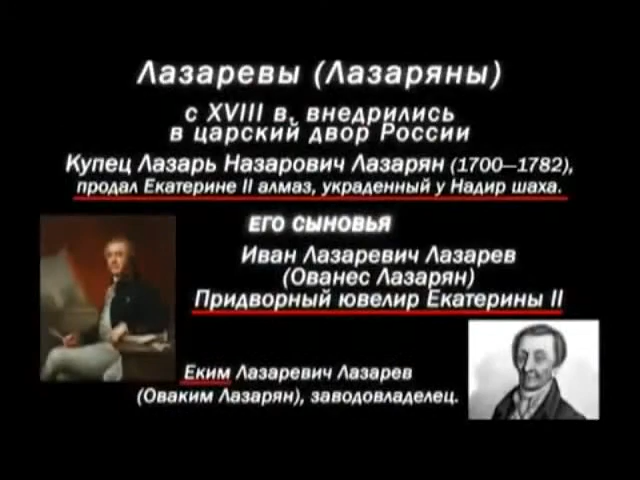 Лазаревы (Лазаряны)
с XVIII в. внедрились
в царский двор России
Купец Лазарь Назарович Лазарян (1700—1782),
продал Екатерине II алмаз, украденный у Надир шаха.
ЕГО СЫНОВЬЯ
Иван Лазаревич Лазарев
(Ованес Лазарян)
Придворный ювелир Екатерины II
Еким Лазаревич Лазарев
(Оваким Лазарян), заводовладелец.